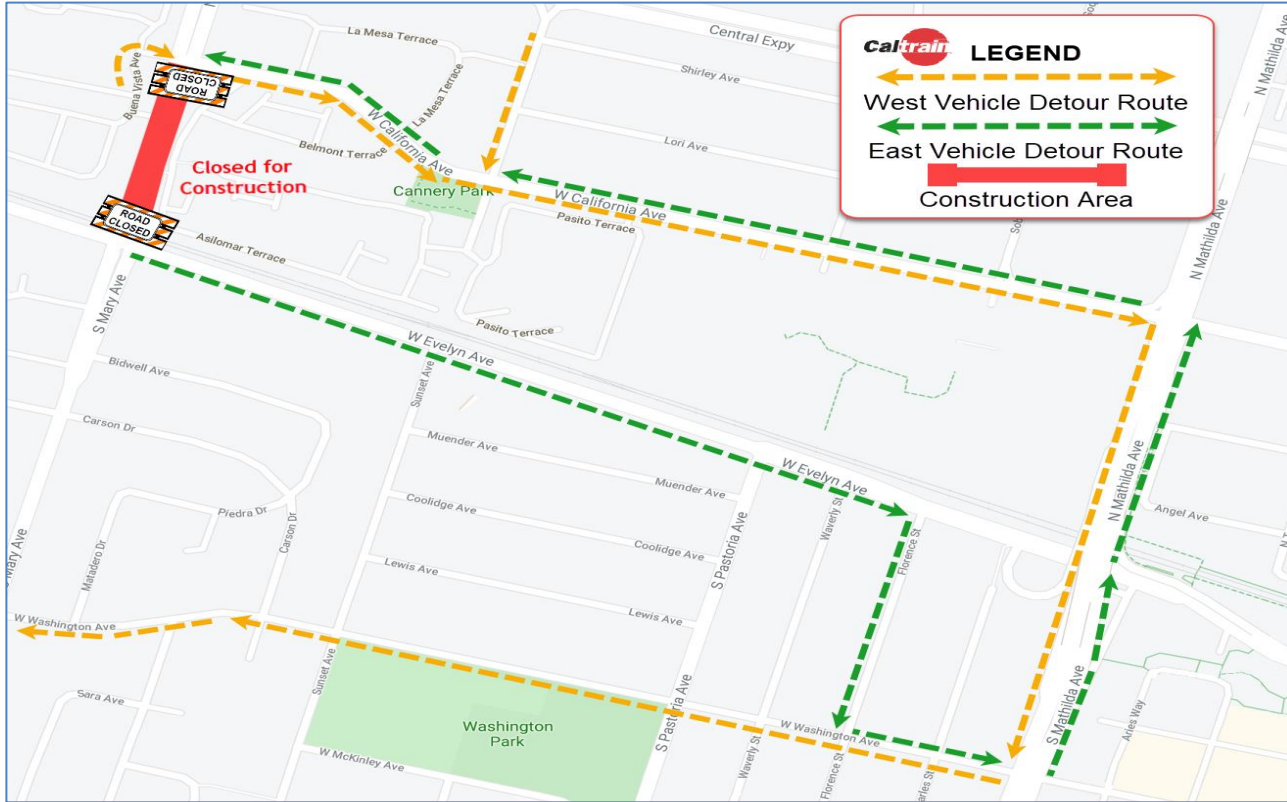 La Mesa Terrace
Central Expy
Caltrain LEGEND
West Vehicle Detour Route
East Vehicle Detour Route
Construction Area
N Mathilda Ave
Buena Vista Ave
ROAD
CLOSED
Shirley Ave
La Mesa Terrace
W California Ave
Belmont Terrace
Lori Ave
Closed for
Construction
Cannery Park
W California Ave
Pasito Terrace
N Mathilda Ave
ROAD
CLOSED
Asilomar Terrace
S Mary Ave
Pasito Terrace
W Evelyn Ave
Bidwell Ave
Sunset Ave
Carson Dr
Muender Ave
W Evelyn Ave
Muender Ave
N Mathilda Ave
Angel Ave
Piedra Dr
Carson Dr
Coolidge Ave
Waverly St
Florence St
Coolidge Ave
S Pastoria Ave
Matadero Dr
S Mary Ave
Lewis Ave
Lewis Ave
W Washington Ave
Sunset Ave
S Mathilda Ave
Sara Ave
Washington
Park
S Pastoria Ave
W Washington Ave
Aries Way
W McKinley Ave
Waverly St
Florence St